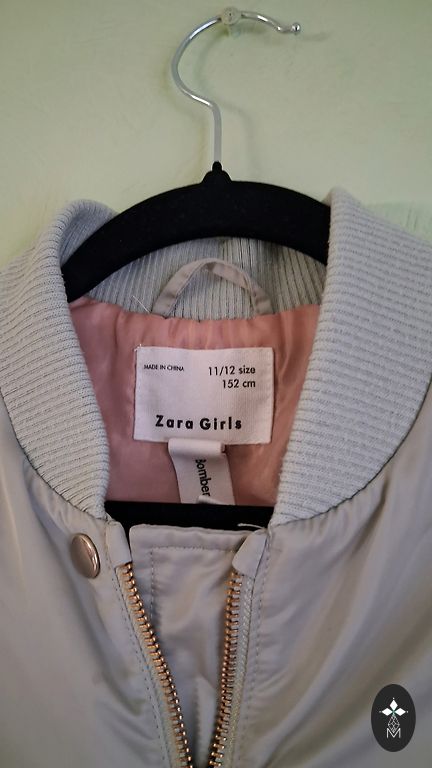 MADE IN CHINA
11/12 size
152 cm
Zara Girls
Bomber